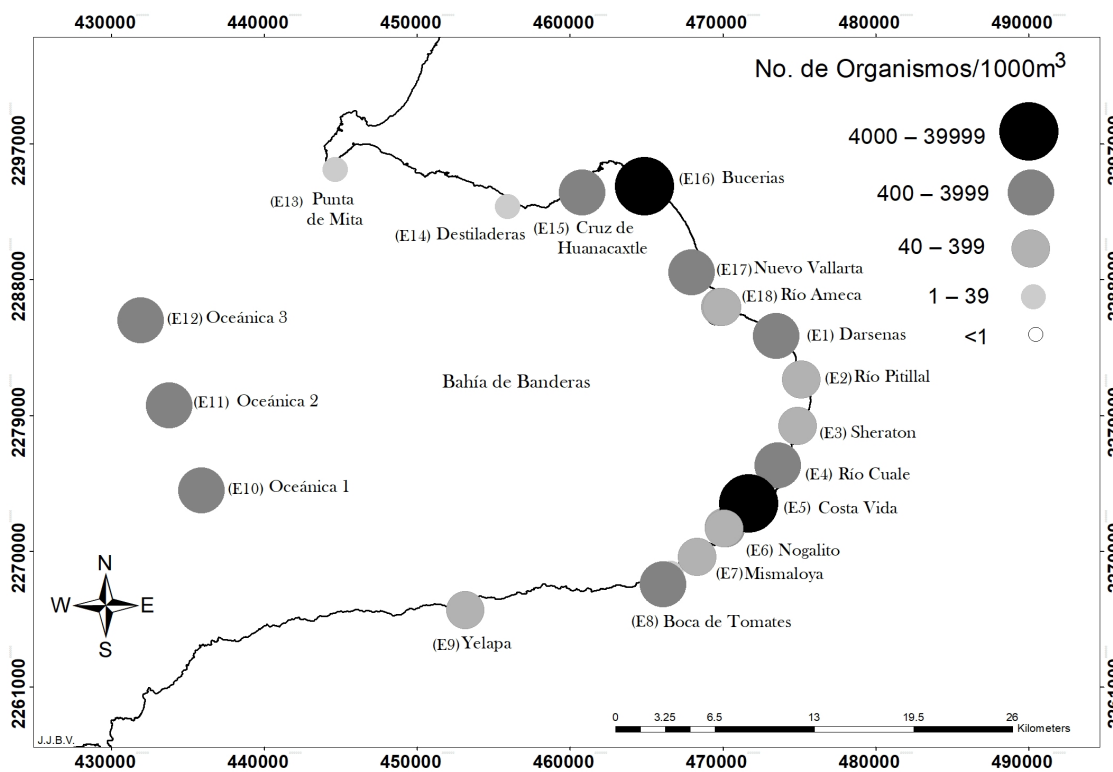 430000 440000 450000 460000 470000 480000 490000
No. de Organismos/1000m³
4000 – 39999
400 – 3999
40 – 399
1 – 39
<1
2297000
2288000
2279000
2270000
2261000
(E13) Punta
de Mita
(E14) Destiladeras
(E15) Cruz de
Huanacaxtle
(E16) Bucerias
(E17) Nuevo Vallarta
(E18) Río Ameca
(E12) Oceánica 3
(E1) Darsenas
(E2) Río Pitillal
Bahía de Banderas
(E11) Oceánica 2
(E3) Sheraton
(E4) Río Cuale
(E10) Oceánica 1
(E5) Costa Vida
(E6) Nogalito
(E7) Mismaloya
(E8) Boca de Tomates
(E9) Yelapa
N
W E
S
0 3.25 6.5 13 19.5 26
Kilometers
J.J.B.V.
430000 440000 450000 460000 470000 480000 490000